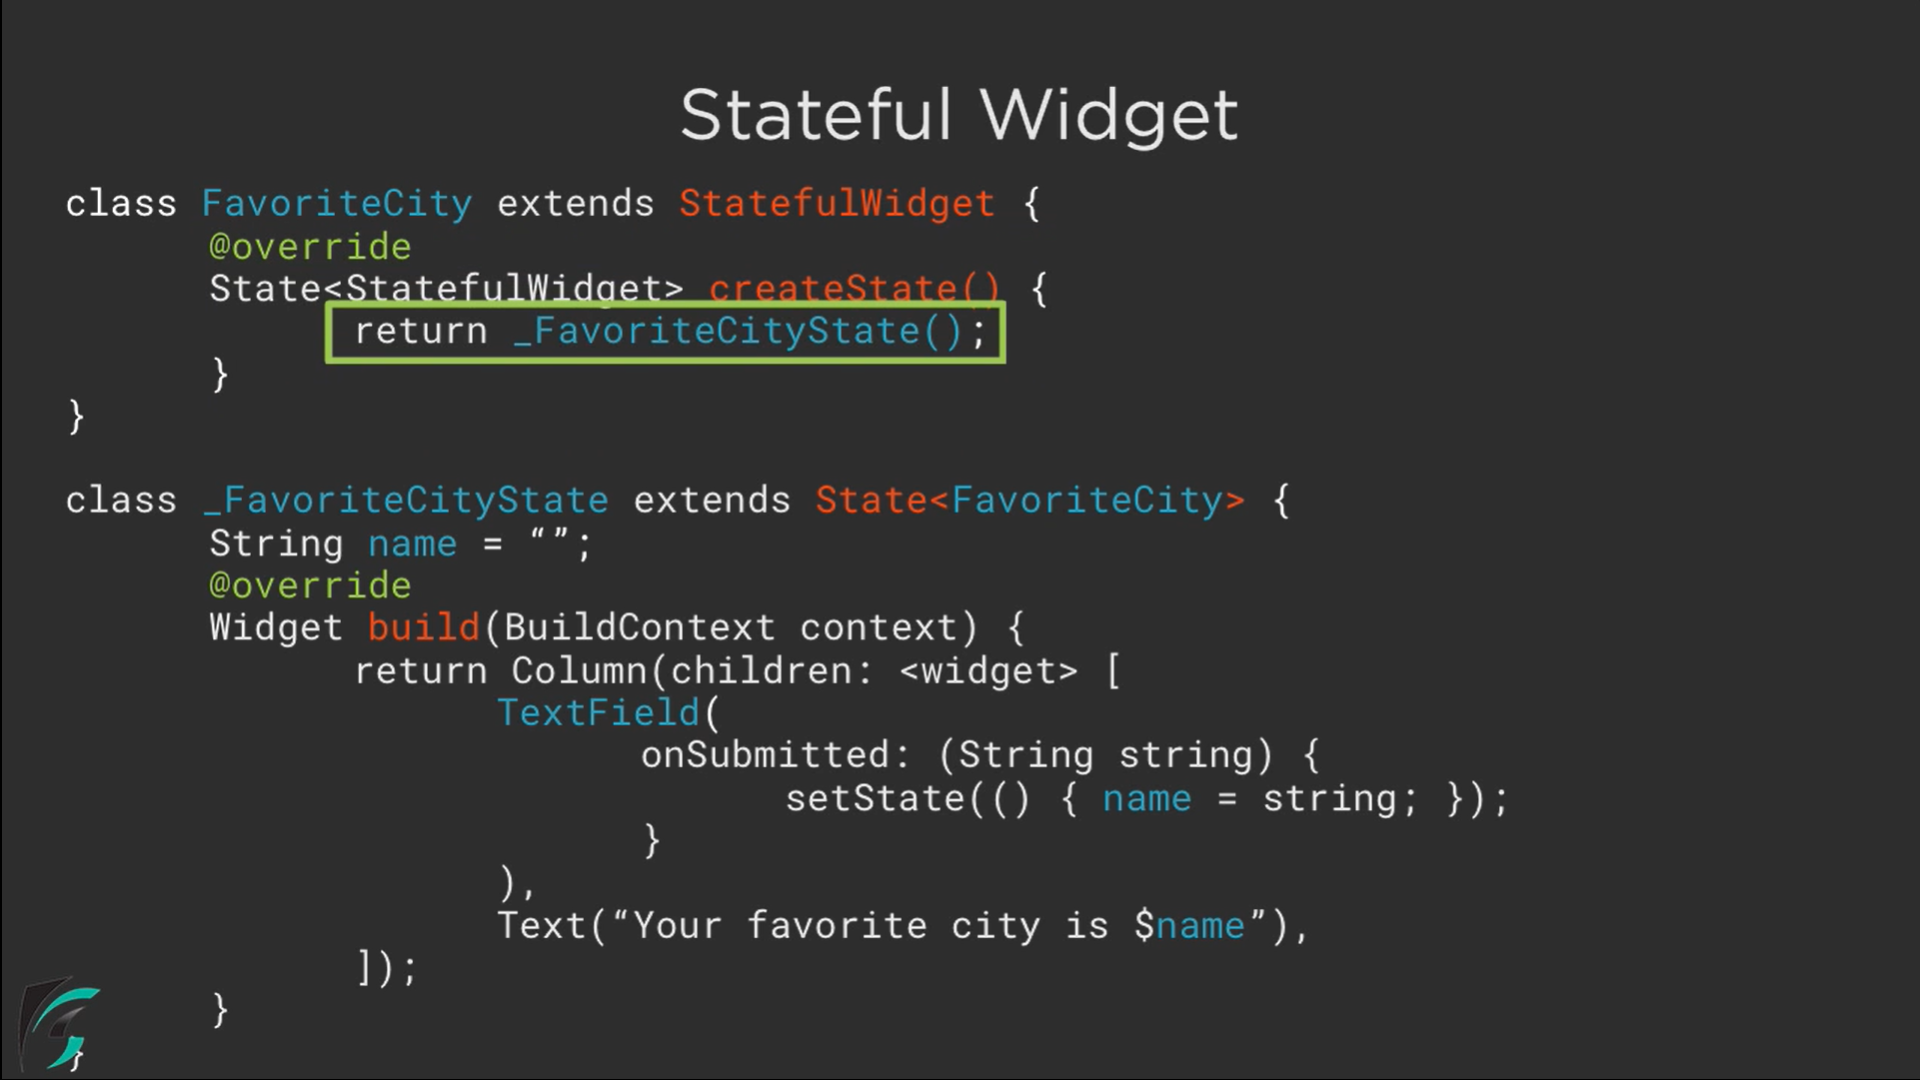 Stateful Widget
class FavoriteCity extends StatefulWidget {
@override
State<StatefulWidget> createState() {
return _FavoriteCityState();
}
}
class _FavoriteCityState extends State<FavoriteCity> {
String name = “”;
@override
Widget build(BuildContext context) {
return Column(children: <widget> [
TextField(
onSubmitted: (String string) {
setState(() { name = string; });
}
),
Text(“Your favorite city is $name”),
]);
}
}